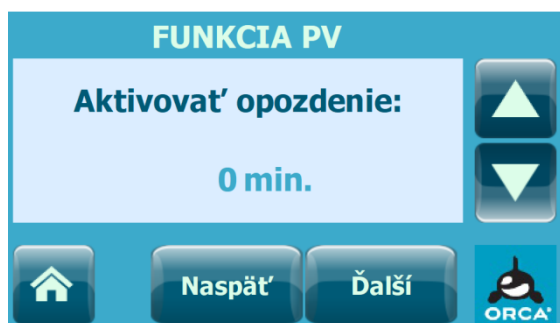 FUNKCIA PV
Aktivovať opozdenie:
0 min.
Naspäť Ďalší
ORCA